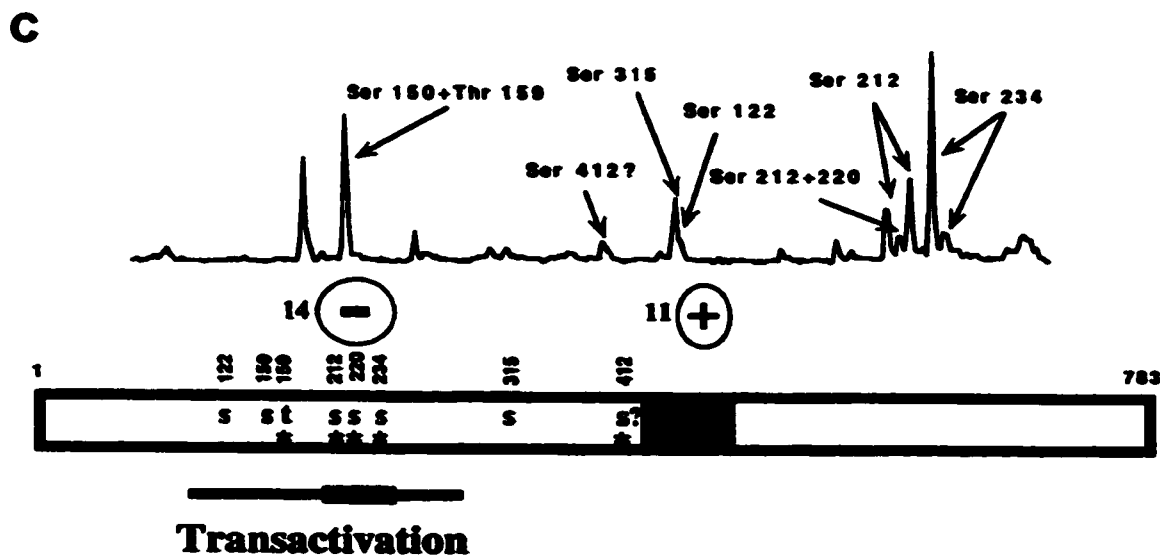 C
Ser 315
Ser 212
Ser 234
Ser 150+Thr 159
Ser 122
Ser 412?
Ser 212+220
14 −
11 +
1 122 150 159 212 220 234 315 412 783
s s t s s s s s?
* * * * *
Transactivation